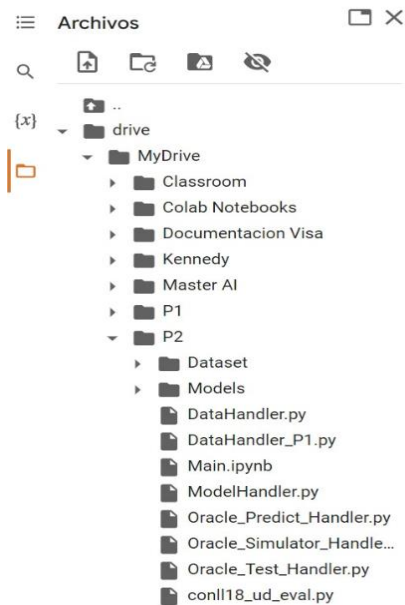 Archivos
{x}
..
drive
MyDrive
Classroom
Colab Notebooks
Documentacion Visa
Kennedy
Master AI
P1
P2
Dataset
Models
DataHandler.py
DataHandler_P1.py
Main.ipynb
ModelHandler.py
Oracle_Predict_Handler.py
Oracle_Simulator_Handle...
Oracle_Test_Handler.py
conll18_ud_eval.py